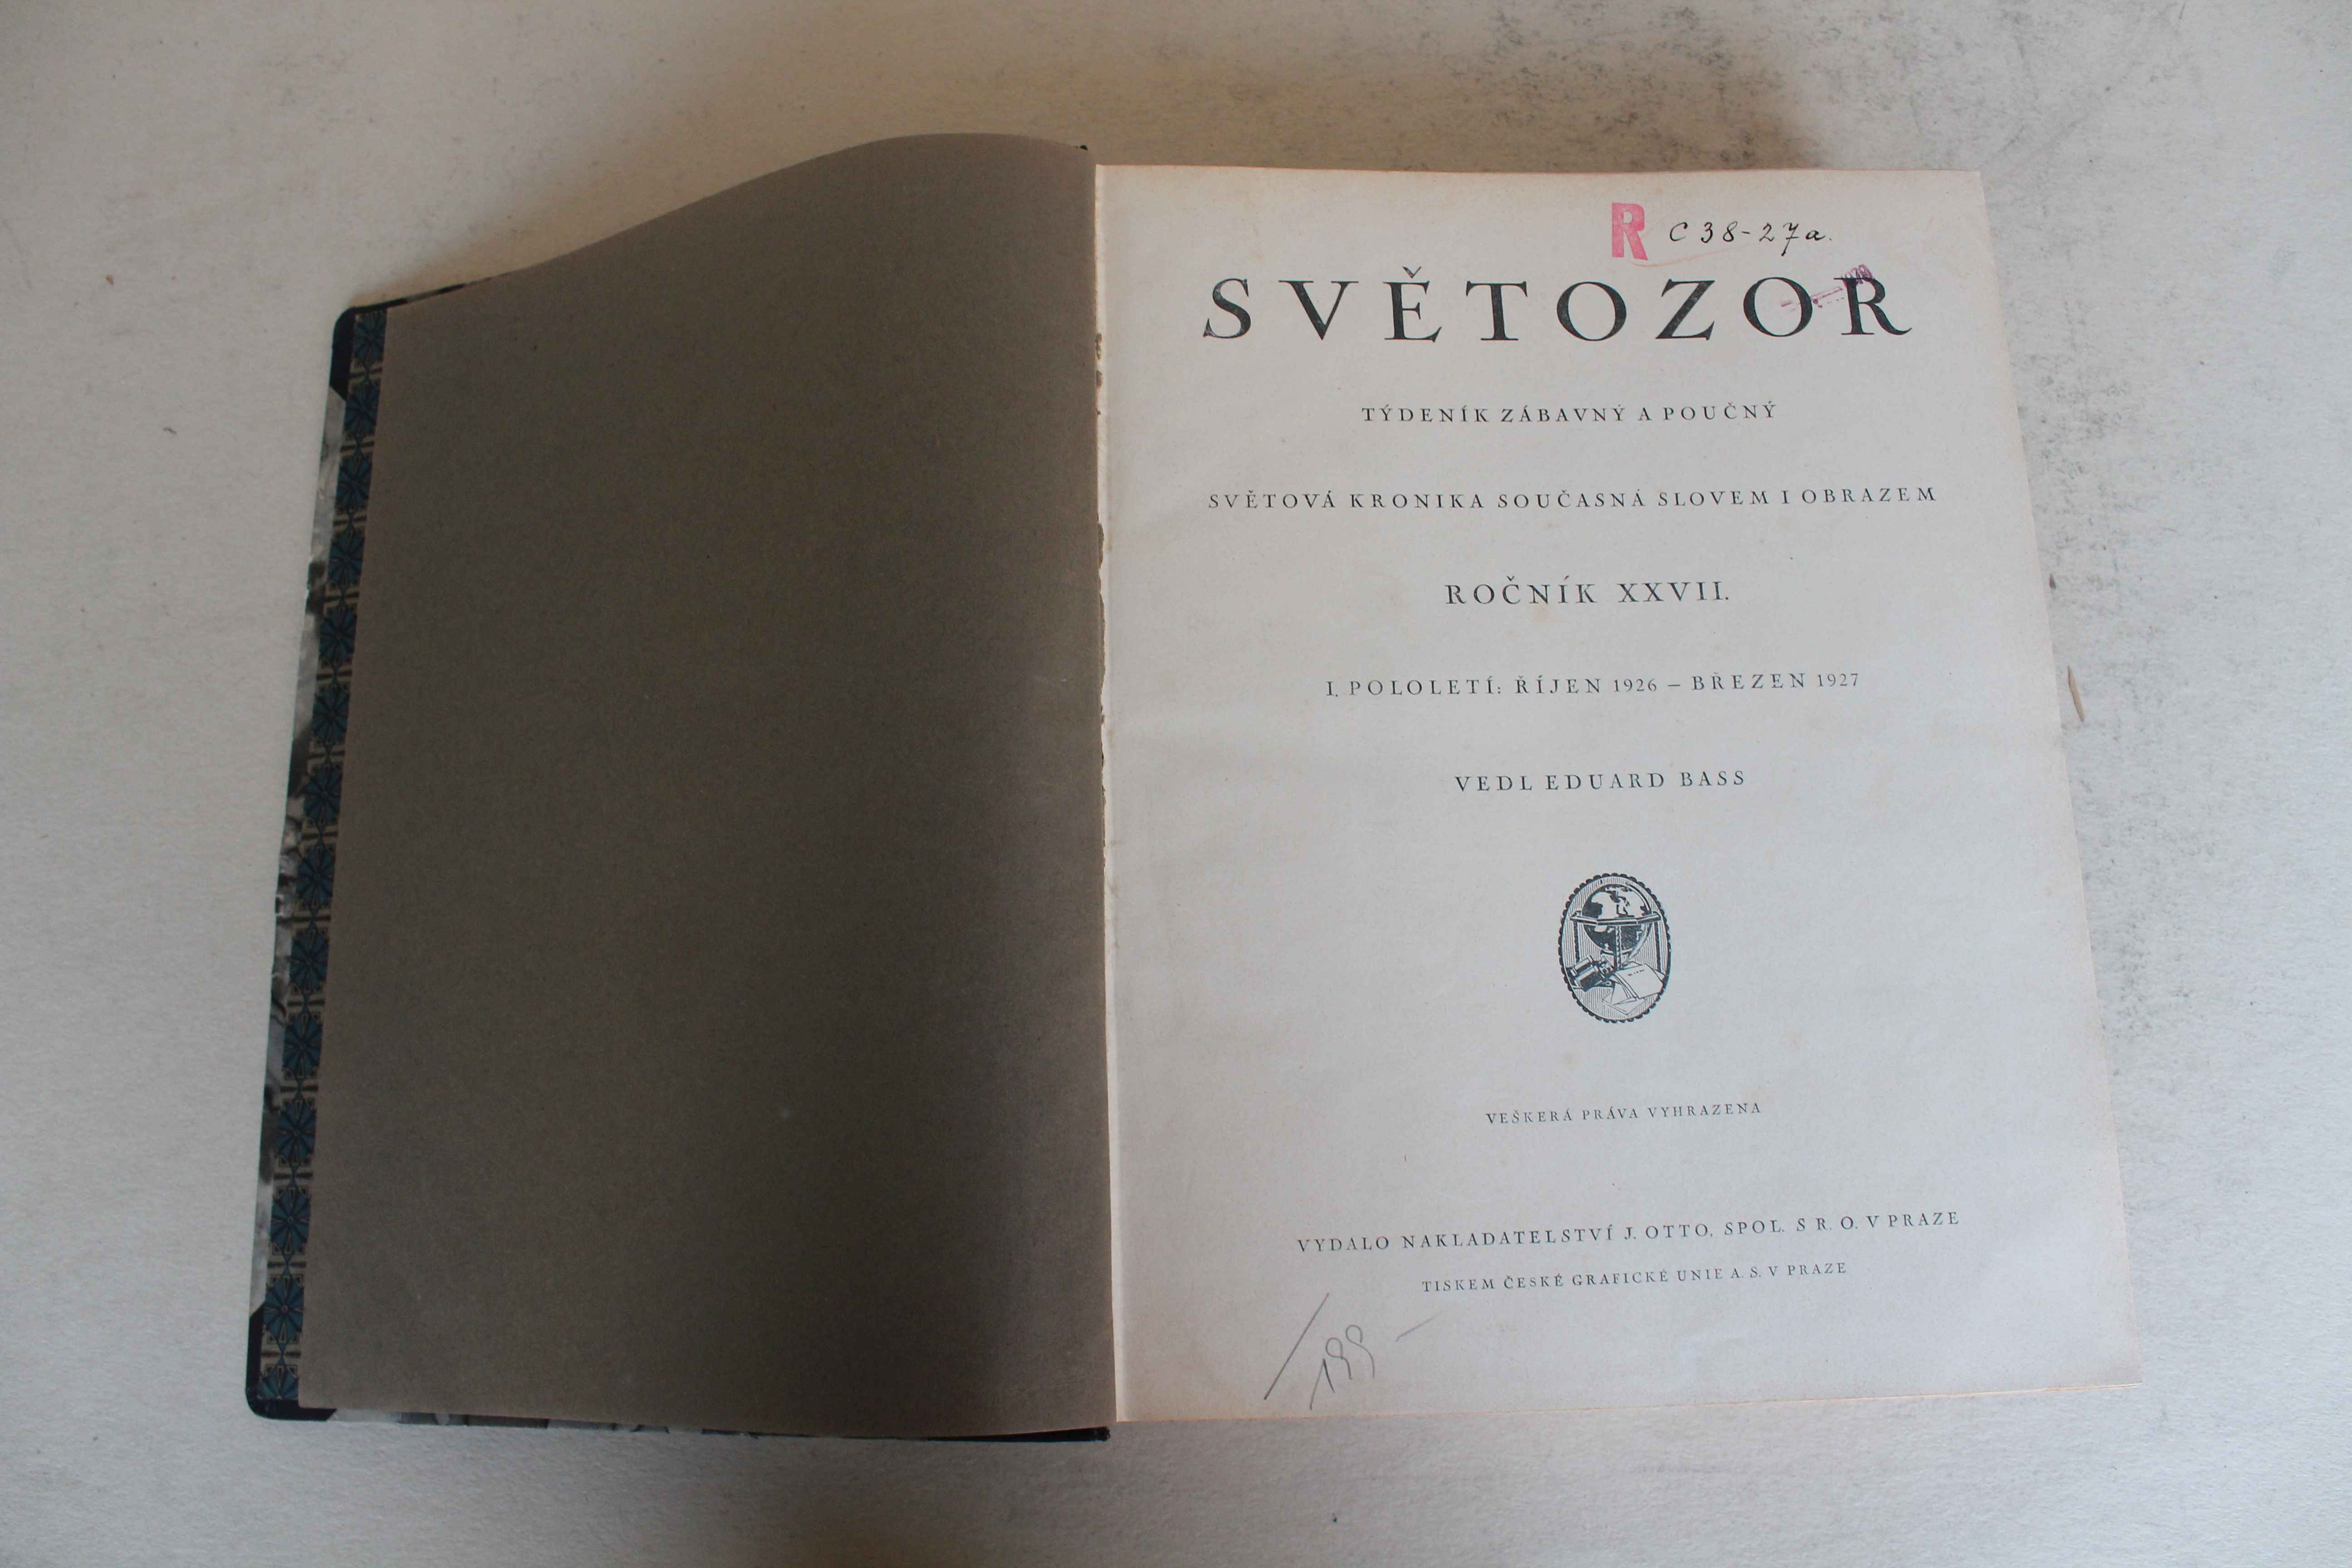 R C 38-27a.
SVĚTOZOR
TÝDENÍK ZÁBAVNÝ A POUČNÝ
SVĚTOVÁ KRONIKA SOUČASNÁ SLOVEM I OBRAZEM
ROČNÍK XXVII.
I. POLOLETÍ: ŘÍJEN 1926 – BŘEZEN 1927
VEDL EDUARD BASS
VEŠKERÁ PRÁVA VYHRAZENA
VYDALO NAKLADATELSTVÍ J. OTTO, SPOL. S R. O. V PRAZE
TISKEM ČESKÉ GRAFICKÉ UNIE A. S. V PRAZE